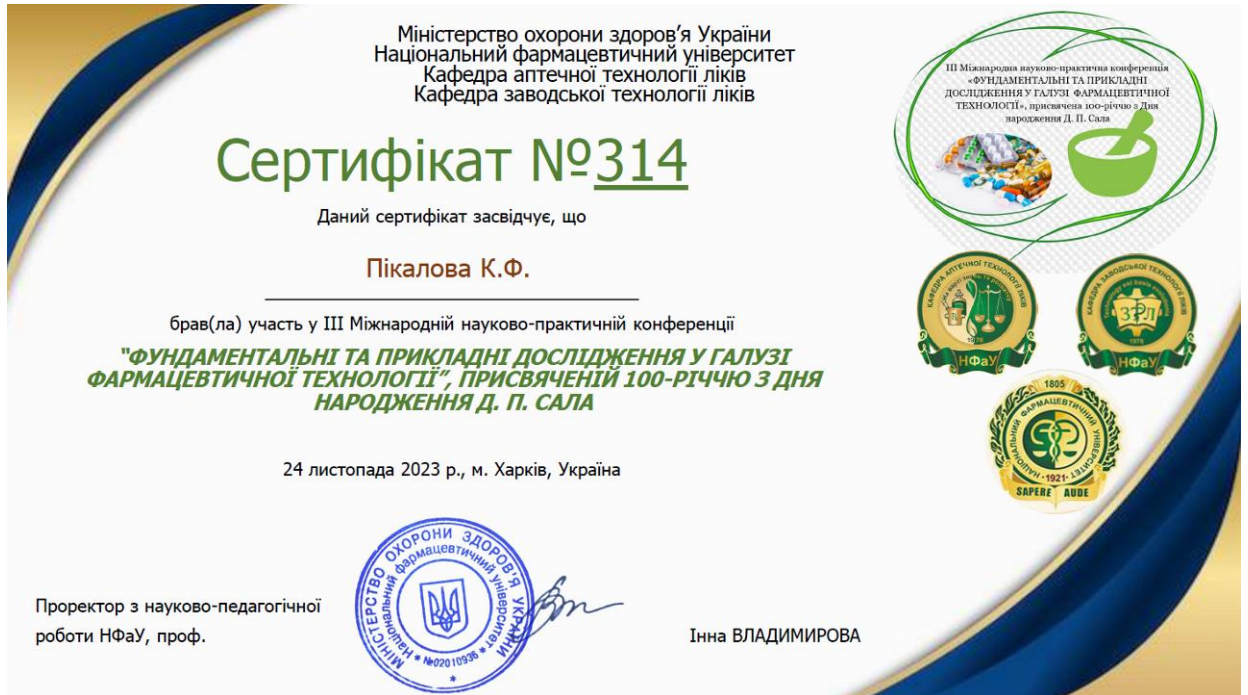 Міністерство охорони здоров’я України
Національний фармацевтичний університет
Кафедра аптечної технології ліків
Кафедра заводської технології ліків
ІІІ Міжнародна науково-практична конференція
«ФУНДАМЕНТАЛЬНІ ТА ПРИКЛАДНІ
ДОСЛІДЖЕННЯ У ГАЛУЗІ ФАРМАЦЕВТИЧНОЇ
ТЕХНОЛОГІЇ», присвячена 100-річчю з Дня
народження Д. П. Сала
Сертифікат №314
Даний сертифікат засвідчує, що
Пікалова К.Ф.
брав(ла) участь у ІІІ Міжнародній науково-практичній конференції
"ФУНДАМЕНТАЛЬНІ ТА ПРИКЛАДНІ ДОСЛІДЖЕННЯ У ГАЛУЗІ
ФАРМАЦЕВТИЧНОЇ ТЕХНОЛОГІЇ”, ПРИСВЯЧЕНІЙ 100-РІЧЧЮ З ДНЯ
НАРОДЖЕННЯ Д. П. САЛА
24 листопада 2023 р., м. Харків, Україна
КАФЕДРА АПТЕЧНОЇ ТЕХНОЛОГІЇ ЛІКІВ
НФаУ
КАФЕДРА ЗАВОДСЬКОЇ ТЕХНОЛОГІЇ ЛІКІВ
ЗТЛ
1978
НФаУ
1805
НАЦІОНАЛЬНИЙ ФАРМАЦЕВТИЧНИЙ УНІВЕРСИТЕТ
·1921·
SAPERE AUDE
МІНІСТЕРСТВО ОХОРОНИ ЗДОРОВ'Я УКРАЇНИ
Національний фармацевтичний університет
№02010936
Проректор з науково-педагогічної
роботи НФаУ, проф.
Інна ВЛАДИМИРОВА